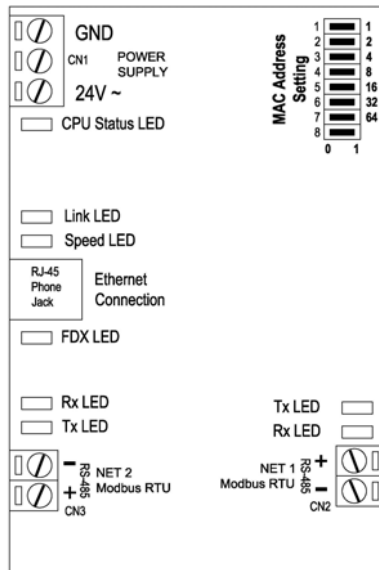 GND
CN1 POWER SUPPLY
24V ~
CPU Status LED
MAC Address Setting
1 1
2 2
3 4
4 8
5 16
6 32
7 64
8
0 1
Link LED
Speed LED
RJ-45
Phone
Jack
Ethernet
Connection
FDX LED
Rx LED
Tx LED
Tx LED
Rx LED
−
+
RS-485
NET 2
Modbus RTU
CN3
NET 1
Modbus RTU
RS-485
+
−
CN2